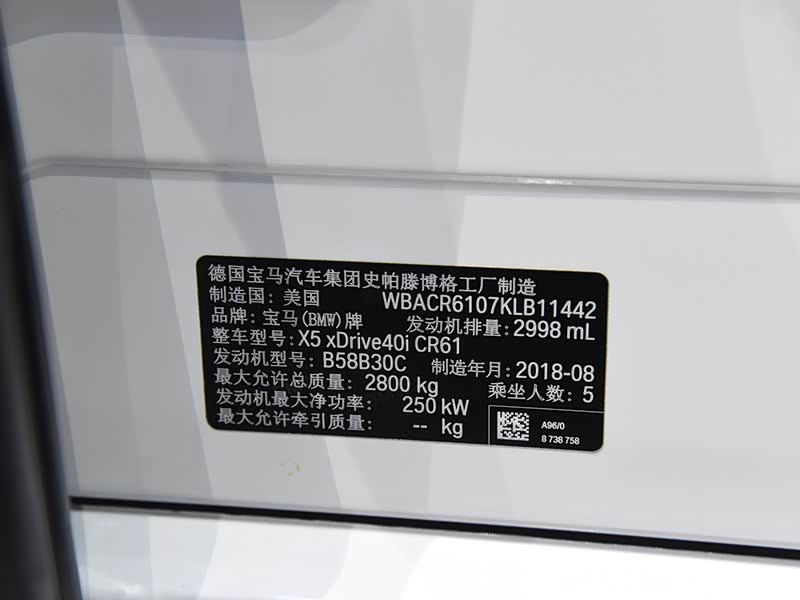 德国宝马汽车集团史帕滕博格工厂制造
制造国：美国 WBACR6107KLB11442
品牌：宝马(BMW)牌 发动机排量：2998 mL
整车型号：X5 xDrive40i CR61
发动机型号：B58B30C 制造年月：2018-08
最大允许总质量：2800 kg 乘坐人数：5
发动机最大净功率：250 kW
最大允许牵引质量：-- kg
A96/0
8 738 758